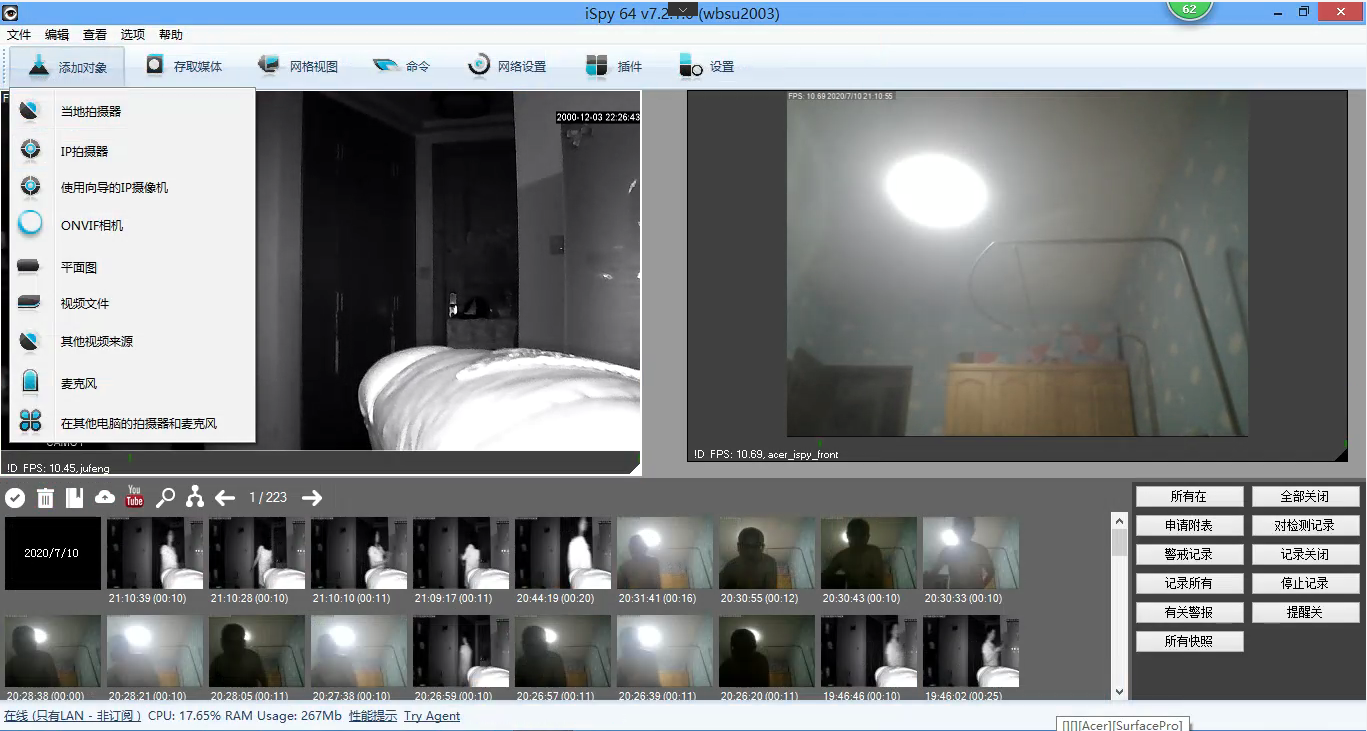 iSpy 64 v7.2.1.0 (wbsu2003)
62
文件 编辑 查看 选项 帮助
添加对象 存取媒体 网格视图 命令 网络设置 插件 设置
当地拍摄器
IP拍摄器
使用向导的IP摄像机
ONVIF相机
平面图
视频文件
其他视频来源
麦克风
在其他电脑的拍摄器和麦克风
2000-12-03 22:26:43
FPS: 10.69 2020/7/10 21:10:55
!D FPS: 10.45, jufeng
!D FPS: 10.69, acer_ispy_front
You Tube
1 / 223
2020/7/10
21:10:39 (00:10) 21:10:28 (00:10) 21:10:10 (00:11) 21:09:17 (00:11) 20:44:19 (00:20) 20:31:41 (00:16) 20:30:55 (00:12) 20:30:43 (00:10) 20:30:33 (00:10)
20:28:38 (00:00) 20:28:21 (00:10) 20:28:05 (00:11) 20:27:38 (00:10) 20:26:59 (00:10) 20:26:57 (00:11) 20:26:39 (00:11) 20:26:20 (00:11) 19:46:46 (00:10) 19:46:02 (00:25)
所有在 全部关闭
申请附表 对检测记录
警戒记录 记录关闭
记录所有 停止记录
有关警报 提醒关
所有快照
在线 (只有LAN - 非订阅 ) CPU: 17.65% RAM Usage: 267Mb 性能提示 Try Agent
[][][Acer][SurfacePro]